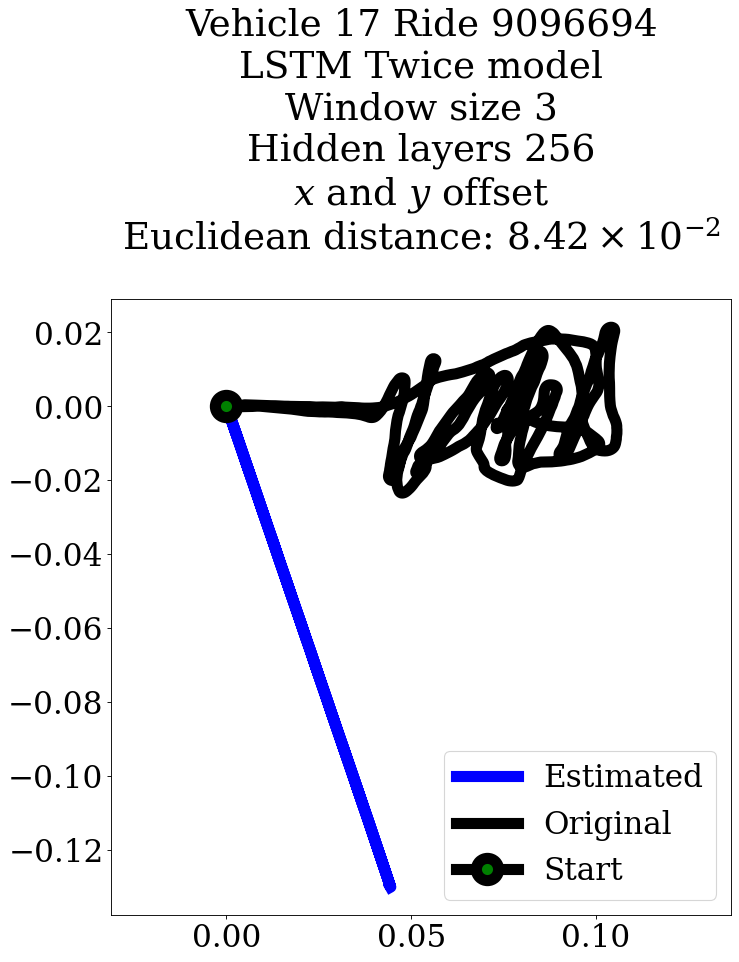 Vehicle 17 Ride 9096694
LSTM Twice model
Window size 3
Hidden layers 256
x and y offset
Euclidean distance: 8.42 × 10⁻²
0.02
0.00
−0.02
−0.04
−0.06
−0.08
−0.10
−0.12
Estimated
Original
Start
0.00 0.05 0.10